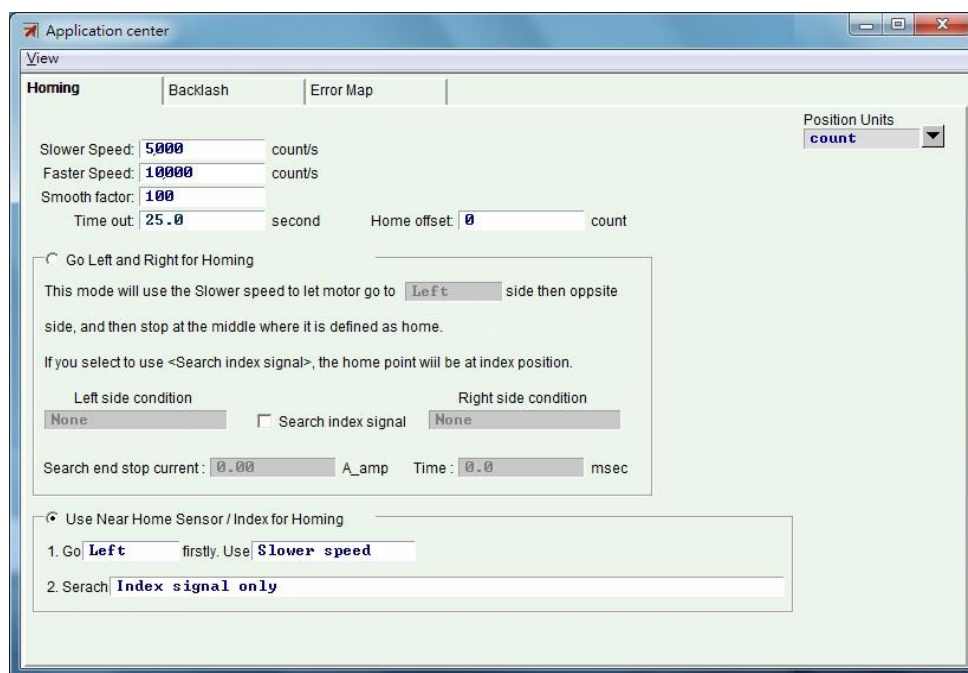 Application center
View
Homing Backlash Error Map
Position Units
count
Slower Speed: 5,000 count/s
Faster Speed: 10,000 count/s
Smooth factor: 100
Time out: 25.0 second Home offset: 0 count
Go Left and Right for Homing
This mode will use the Slower speed to let motor go to Left side then oppsite
side, and then stop at the middle where it is defined as home.
If you select to use <Search index signal>, the home point wiil be at index position.
Left side condition Right side condition
None Search index signal None
Search end stop current : 0.00 A_amp Time : 0.0 msec
Use Near Home Sensor / Index for Homing
1. Go Left firstly. Use Slower speed
2. Serach Index signal only